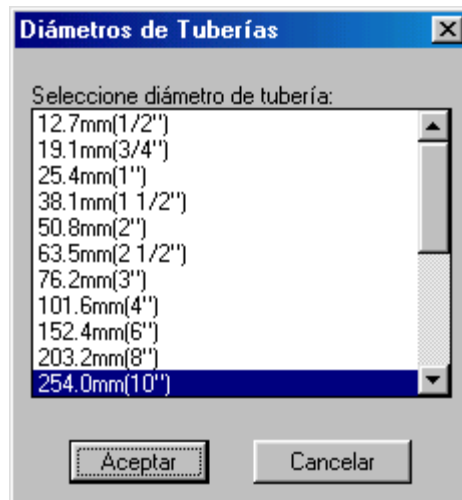 Diámetros de Tuberías
Seleccione diámetro de tubería:
12.7mm(1/2")
19.1mm(3/4")
25.4mm(1")
38.1mm(1 1/2")
50.8mm(2")
63.5mm(2 1/2")
76.2mm(3")
101.6mm(4")
152.4mm(6")
203.2mm(8")
254.0mm(10")
Aceptar
Cancelar